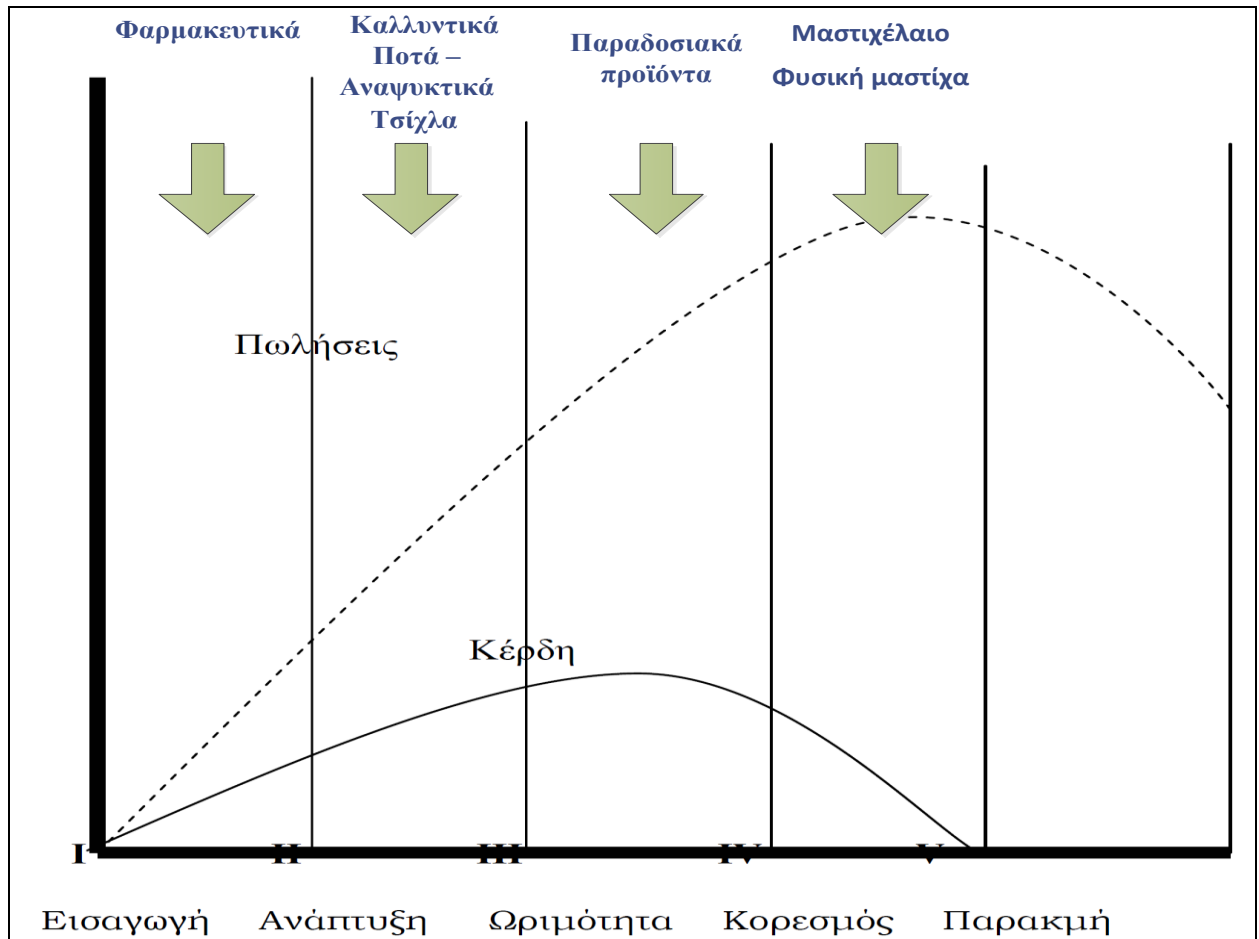 Φαρμακευτικά
Καλλυντικά
Ποτά –
Αναψυκτικά
Τσίχλα
Παραδοσιακά
προϊόντα
Μαστιχέλαιο
Φυσική μαστίχα
Πωλήσεις
Κέρδη
I II III IV V
Εισαγωγή Ανάπτυξη Ωριμότητα Κορεσμός Παρακμή